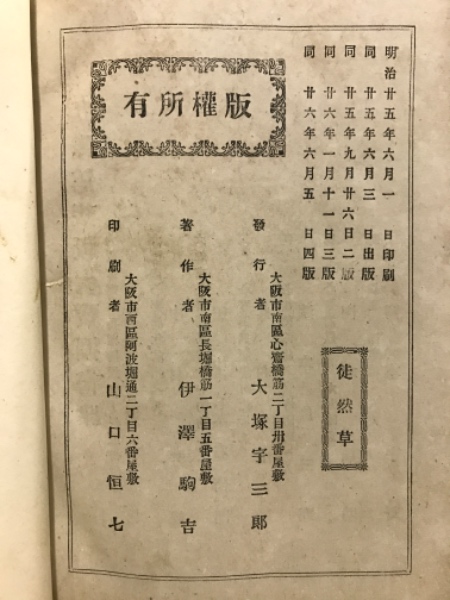 明治廿五年六月一日印刷
同廿五年六月三日出版
同廿五年九月廿六日二版
同廿六年一月十一日三版
同廿六年六月五日四版
徒然草
版權所有
大阪市南區心齋橋筋二丁目卅番屋敷
發行者 大塚宇三郎
大阪市南區長堀橋筋一丁目五番屋敷
著作者 伊澤駒吉
大阪市西區阿波堀通二丁目六番屋敷
印刷者 山口恒七